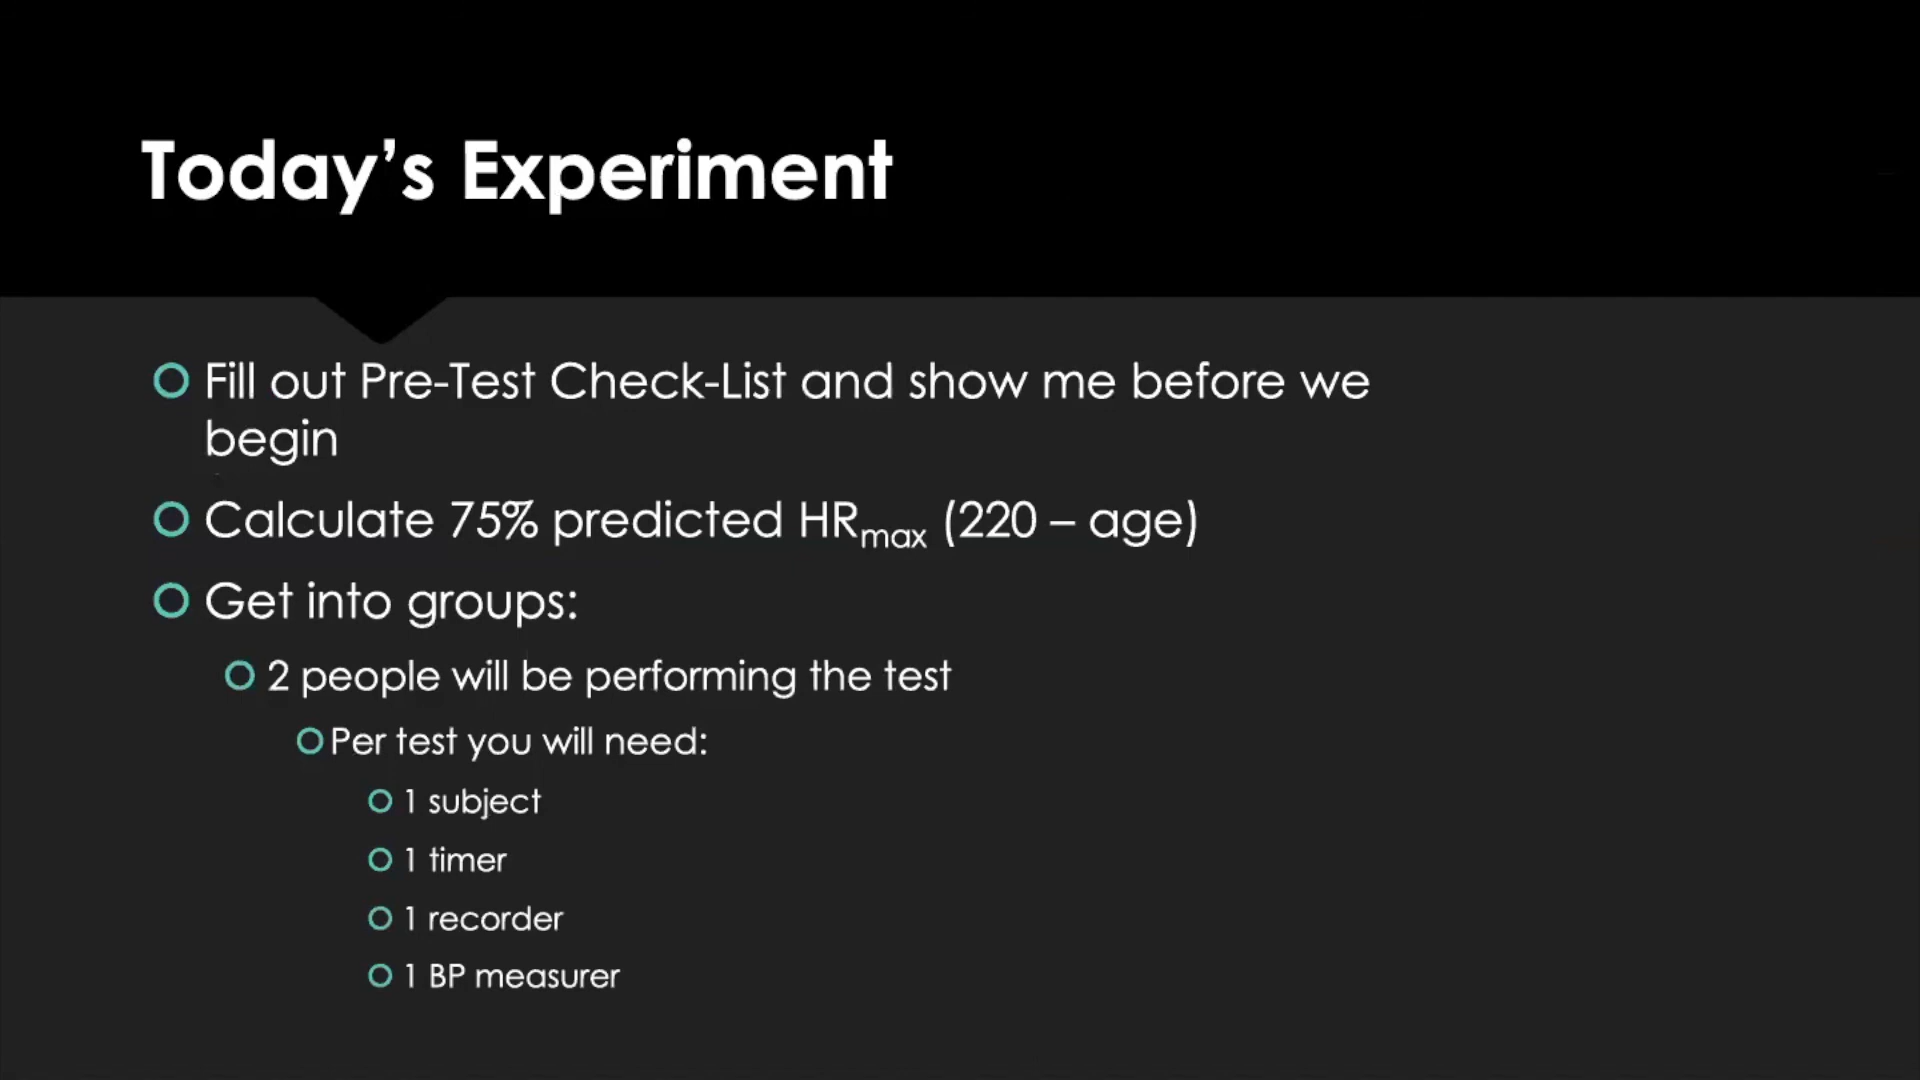 Today’s Experiment
Fill out Pre-Test Check-List and show me before we
begin
Calculate 75% predicted HRmax (220 – age)
Get into groups:
2 people will be performing the test
Per test you will need:
1 subject
1 timer
1 recorder
1 BP measurer